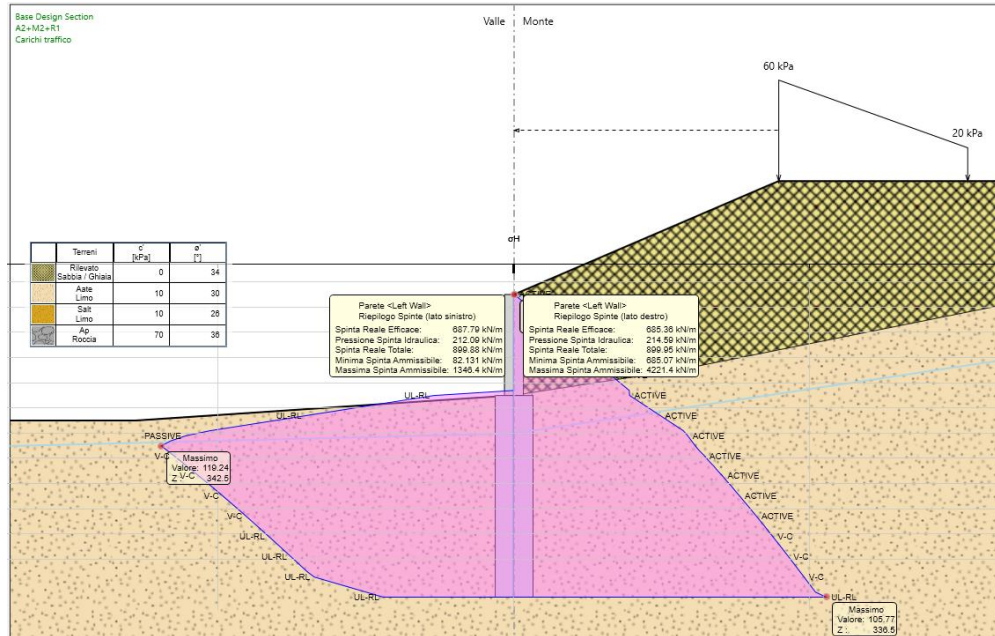 Base Design Section
A2+M2+R1
Carichi traffico
Valle Monte
60 kPa
20 kPa
σH
Terreni c' [kPa] ø' [°]
Rilevato
Sabbia / Ghiaia 0 34
Aate
Limo 10 30
Salt
Limo 10 26
Ap
Roccia 70 36
ACTIVE
Parete <Left Wall>
Riepilogo Spinte (lato sinistro)
Spinta Reale Efficace: 687.79 kN/m
Pressione Spinta Idraulica: 212.09 kN/m
Spinta Reale Totale: 899.88 kN/m
Minima Spinta Ammissibile: 82.131 kN/m
Massima Spinta Ammissibile: 1346.4 kN/m
Parete <Left Wall>
Riepilogo Spinte (lato destro)
Spinta Reale Efficace: 685.36 kN/m
Pressione Spinta Idraulica: 214.59 kN/m
Spinta Reale Totale: 899.95 kN/m
Minima Spinta Ammissibile: 685.07 kN/m
Massima Spinta Ammissibile: 4221.4 kN/m
UL-RL
UL-RL
PASSIVE
V-C
Massimo
Valore: 119.24
Z : 342.5
V-C
V-C
V-C
UL-RL
UL-RL
UL-RL
UL-RL
ACTIVE
ACTIVE
ACTIVE
ACTIVE
ACTIVE
ACTIVE
V-C
V-C
V-C
UL-RL
Massimo
Valore: 105.77
Z : 336.5